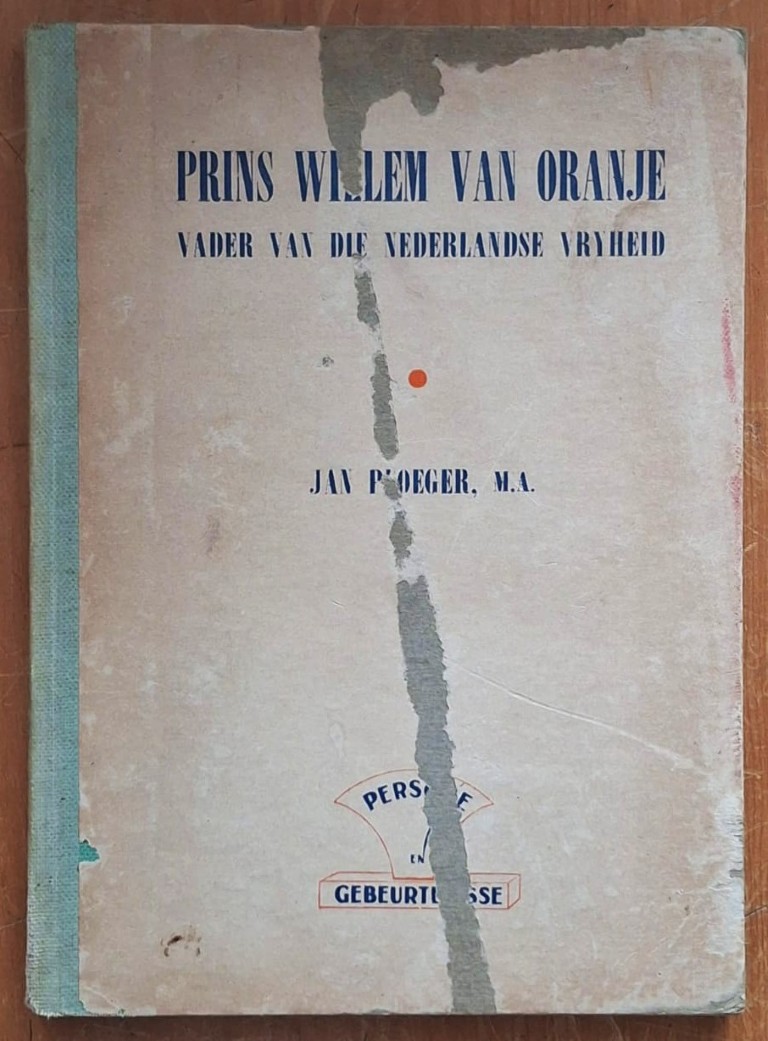 PRINS WILLEM VAN ORANJE
VADER VAN DIE NEDERLANDSE VRYHEID
JAN PLOEGER, M.A.
PERSONE
EN
GEBEURTENISSE